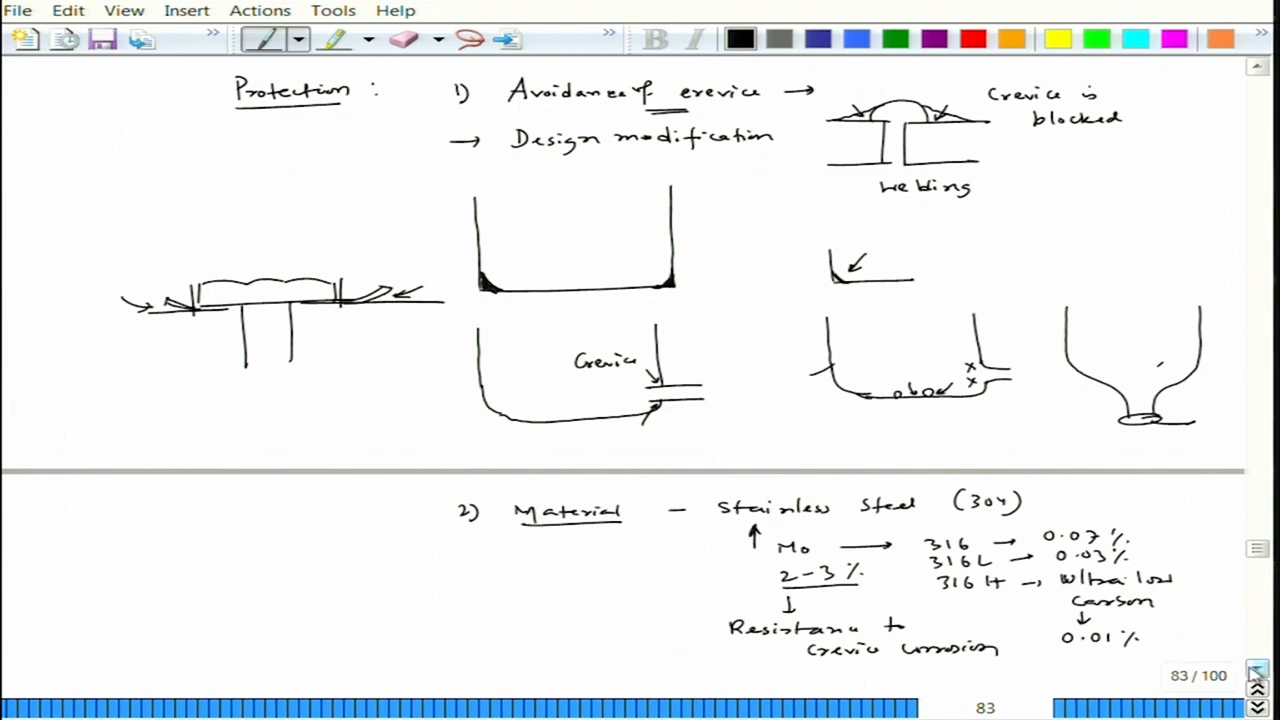 File Edit View Insert Actions Tools Help
Protection : 1) Avoidance of crevice →
Crevice is
blocked
→ Design modification
Welding
Crevice
2) Material - Stainless Steel (304)
↑ Mo → 316 → 0.07 %
2-3 % 316L → 0.03%
316 H → Ultra low
Carbon
↓
↓
Resistance to
Crevice corrosion
0.01 %
83 / 100
83